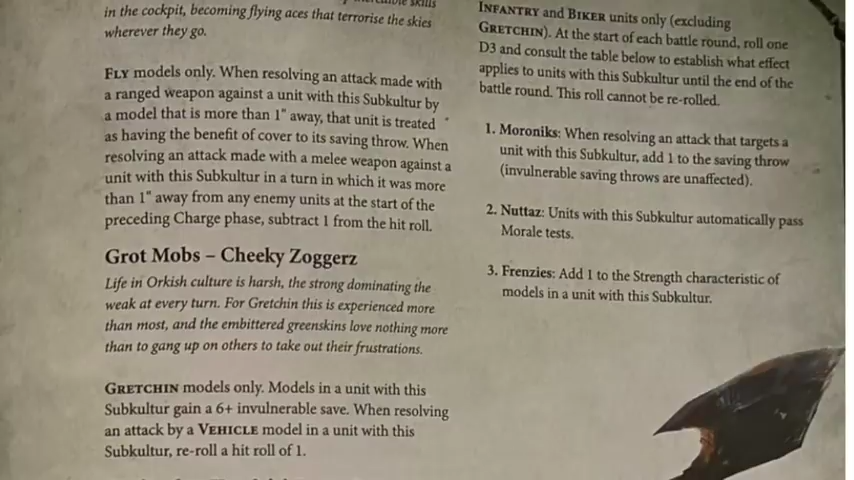 in the cockpit, becoming flying aces that terrorise the skies
wherever they go.
FLY models only. When resolving an attack made with
a ranged weapon against a unit with this Subkultur by
a model that is more than 1" away, that unit is treated
as having the benefit of cover to its saving throw. When
resolving an attack made with a melee weapon against a
unit with this Subkultur in a turn in which it was more
than 1" away from any enemy units at the start of the
preceding Charge phase, subtract 1 from the hit roll.
Grot Mobs – Cheeky Zoggerz
Life in Orkish culture is harsh, the strong dominating the
weak at every turn. For Gretchin this is experienced more
than most, and the embittered greenskins love nothing more
than to gang up on others to take out their frustrations.
GRETCHIN models only. Models in a unit with this
Subkultur gain a 6+ invulnerable save. When resolving
an attack by a VEHICLE model in a unit with this
Subkultur, re-roll a hit roll of 1.
INFANTRY and BIKER units only (excluding
GRETCHIN). At the start of each battle round, roll one
D3 and consult the table below to establish what effect
applies to units with this Subkultur until the end of the
battle round. This roll cannot be re-rolled.
1. Moroniks: When resolving an attack that targets a
unit with this Subkultur, add 1 to the saving throw
(invulnerable saving throws are unaffected).
2. Nuttaz: Units with this Subkultur automatically pass
Morale tests.
3. Frenzies: Add 1 to the Strength characteristic of
models in a unit with this Subkultur.